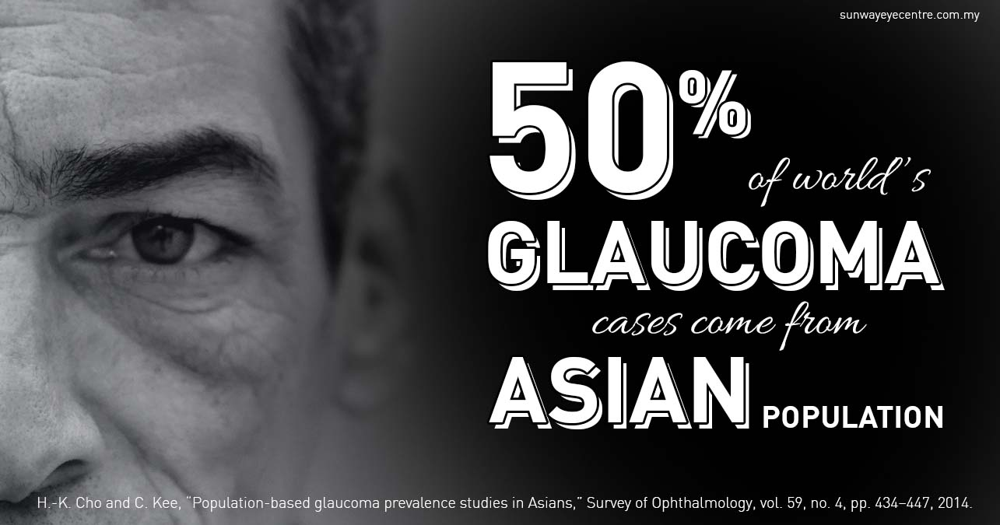 sunwayeyecentre.com.my
50%
of world's
GLAUCOMA
cases come from
ASIAN POPULATION
H.-K. Cho and C. Kee, “Population-based glaucoma prevalence studies in Asians,” Survey of Ophthalmology, vol. 59, no. 4, pp. 434–447, 2014.